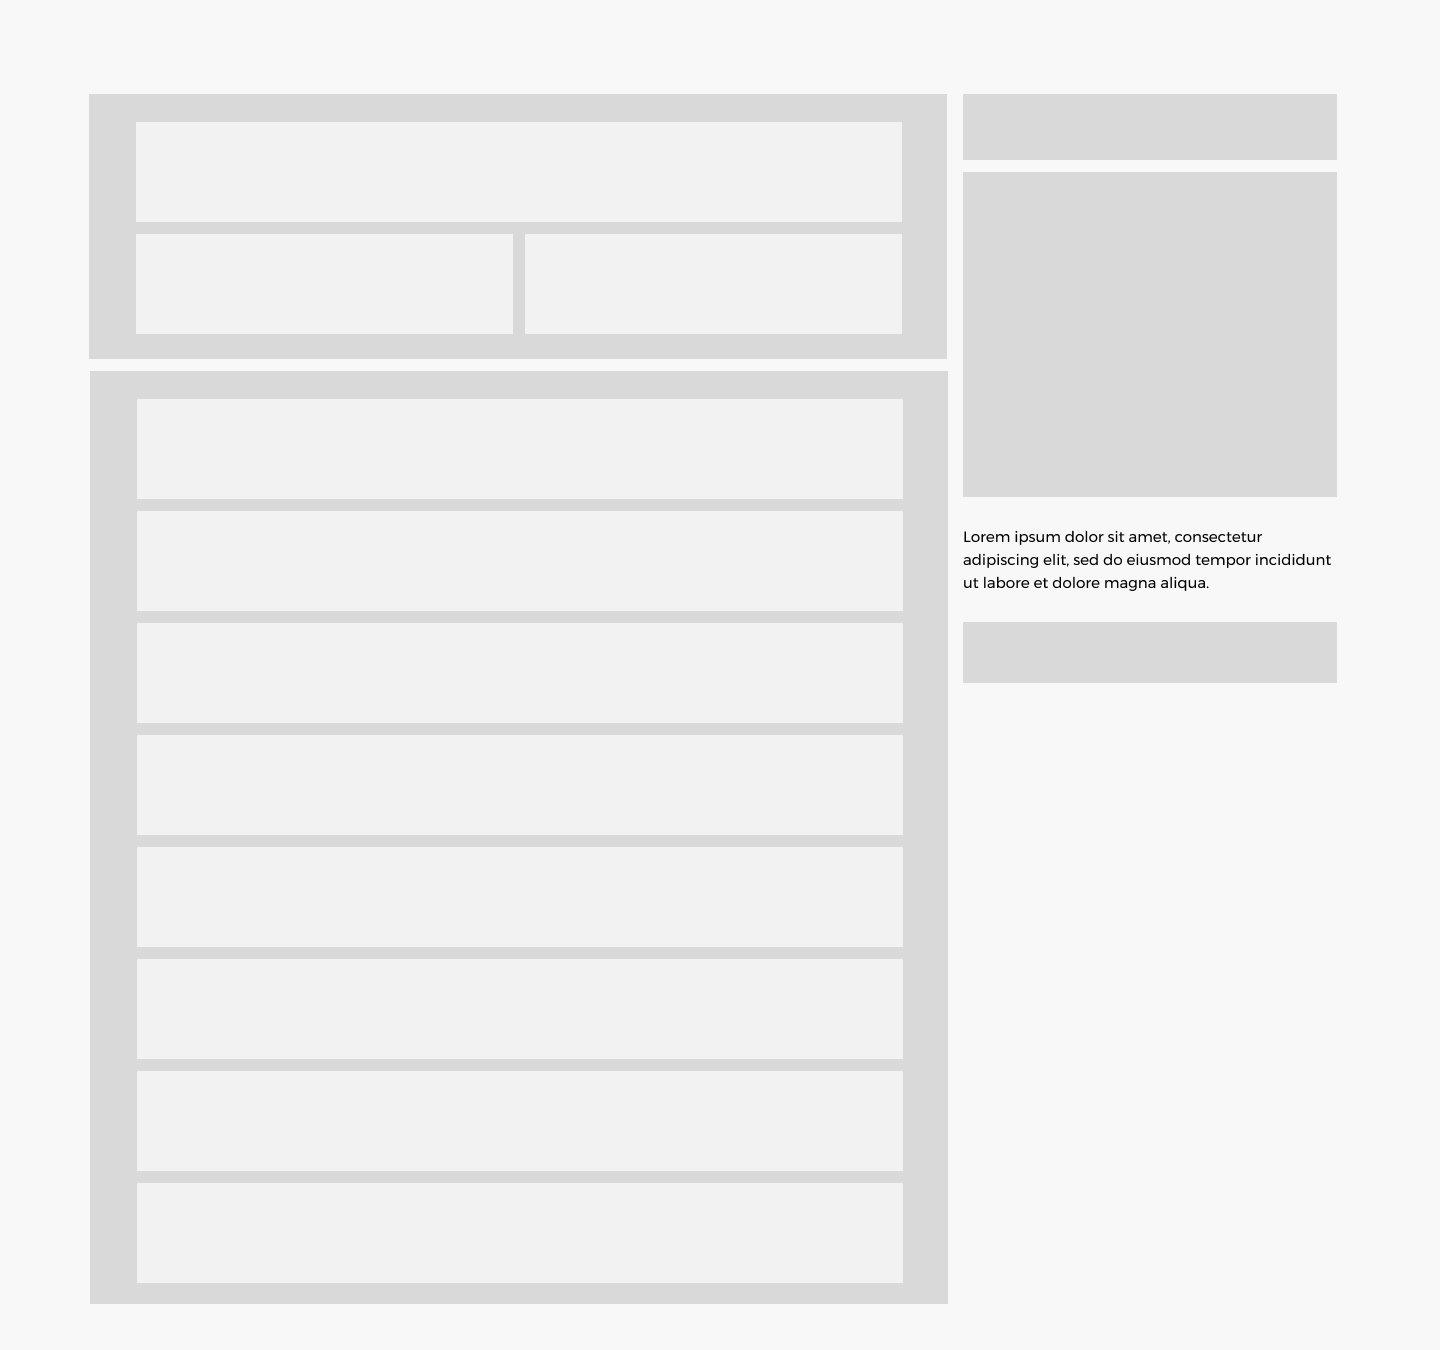 Lorem ipsum dolor sit amet, consectetur
adipiscing elit, sed do eiusmod tempor incididunt
ut labore et dolore magna aliqua.